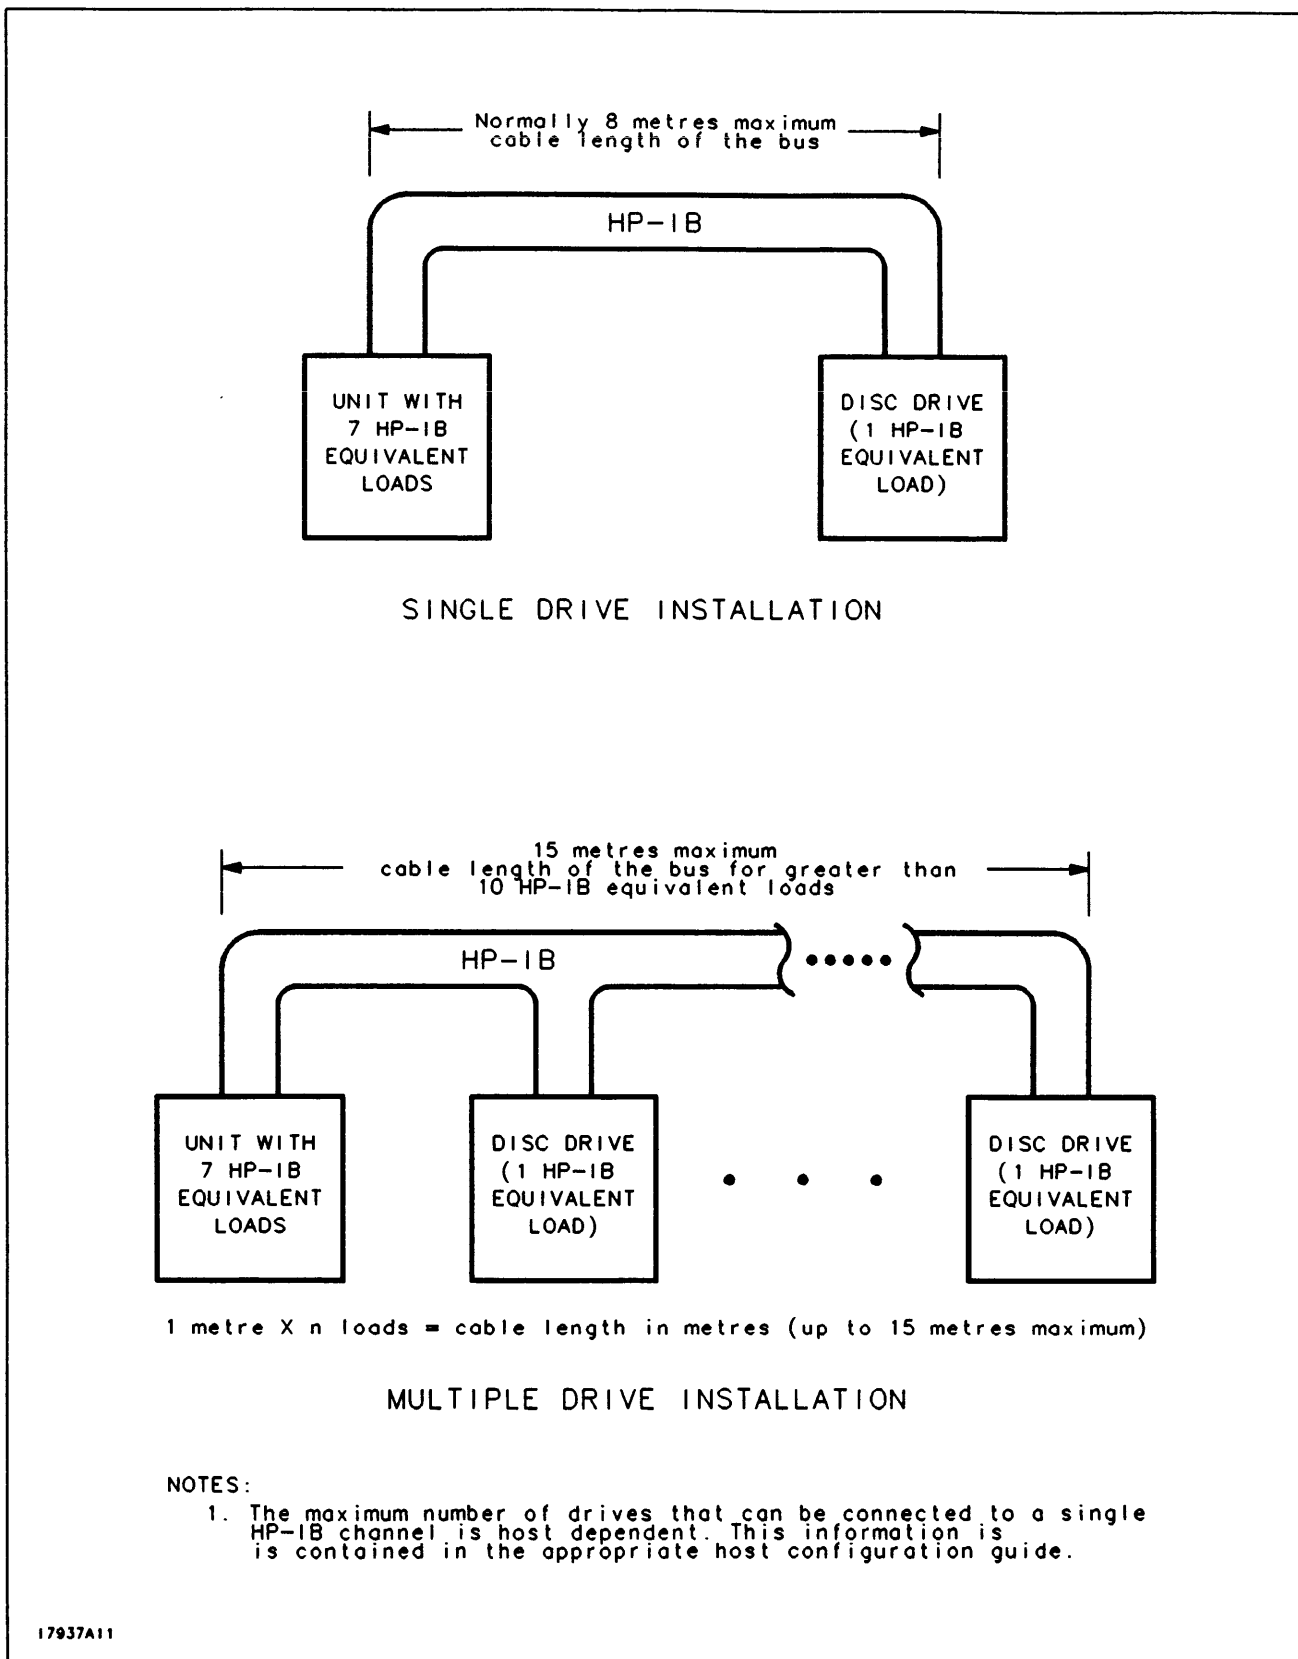 Normally 8 metres maximum
cable length of the bus
HP-IB
UNIT WITH
7 HP-IB
EQUIVALENT
LOADS
DISC DRIVE
(1 HP-IB
EQUIVALENT
LOAD)
SINGLE DRIVE INSTALLATION
15 metres maximum
cable length of the bus for greater than
10 HP-IB equivalent loads
HP-IB
UNIT WITH
7 HP-IB
EQUIVALENT
LOADS
DISC DRIVE
(1 HP-IB
EQUIVALENT
LOAD)
DISC DRIVE
(1 HP-IB
EQUIVALENT
LOAD)
1 metre X n loads = cable length in metres (up to 15 metres maximum)
MULTIPLE DRIVE INSTALLATION
NOTES:
1. The maximum number of drives that can be connected to a single
HP-IB channel is host dependent. This information is
is contained in the appropriate host configuration guide.
17937A11